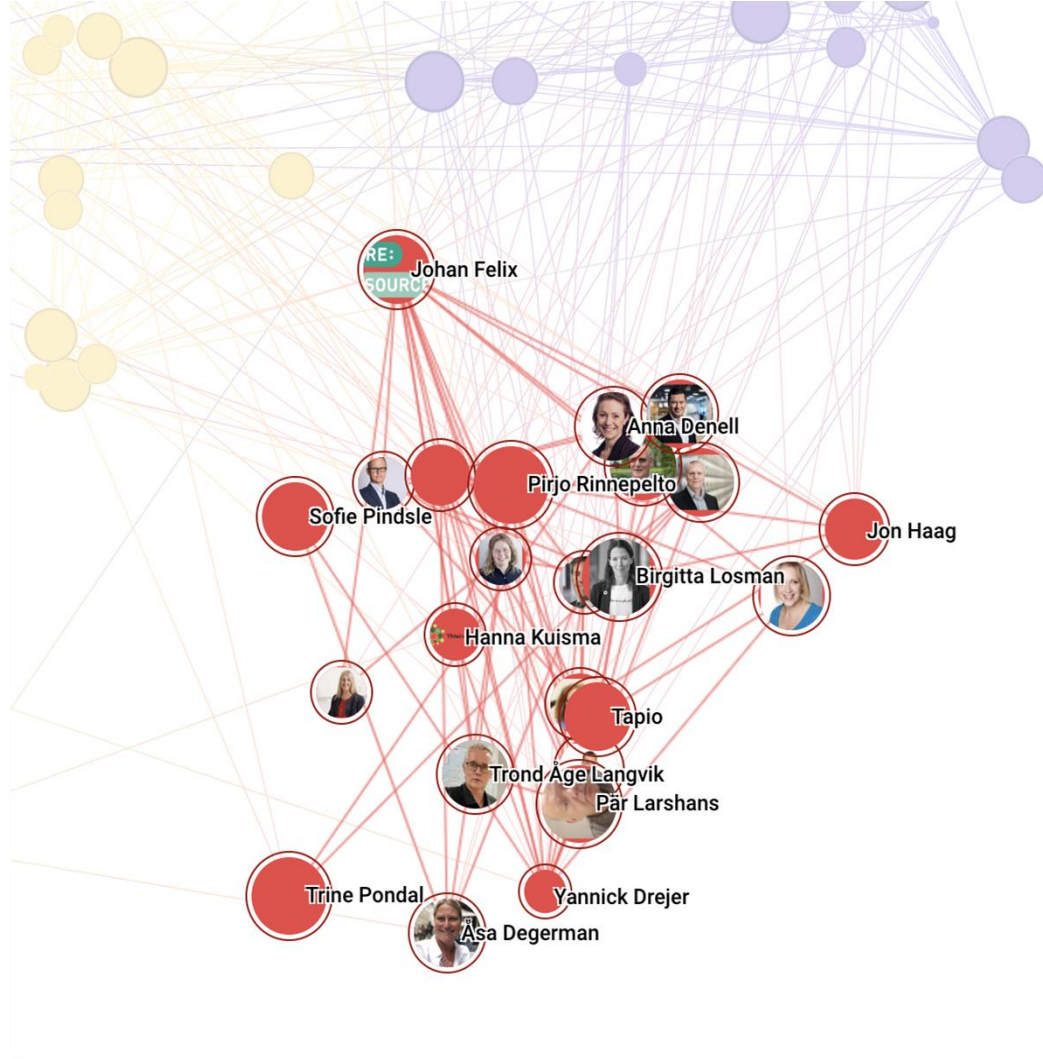 RE:
SOURCE
Johan Felix
Anna Denell
Pirjo Rinnepelto
Sofie Pindsle
Jon Haag
Birgitta Losman
Hanna Kuisma
Tapio
Trond Åge Langvik
Pär Larshans
Trine Pondal
Yannick Drejer
Åsa Degerman